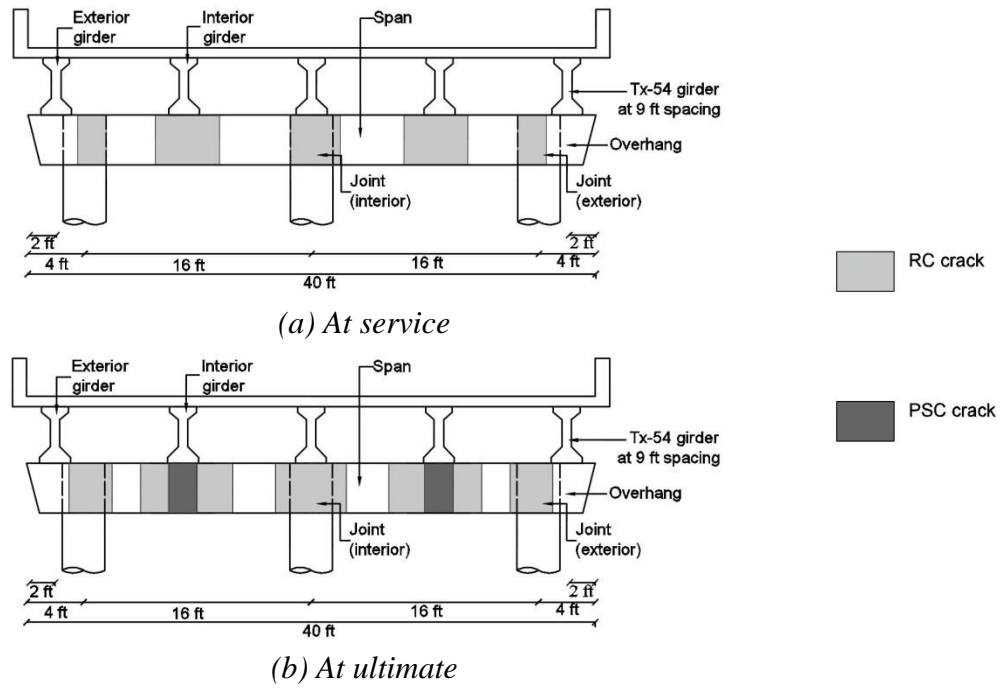 Exterior
girder
Interior
girder
Span
Tx-54 girder
at 9 ft spacing
Overhang
Joint
(interior)
Joint
(exterior)
2 ft
2 ft
4 ft
16 ft
16 ft
4 ft
40 ft
RC crack
(a) At service
Exterior
girder
Interior
girder
Span
PSC crack
Tx-54 girder
at 9 ft spacing
Overhang
Joint
(interior)
Joint
(exterior)
2 ft
2 ft
4 ft
16 ft
16 ft
4 ft
40 ft
(b) At ultimate